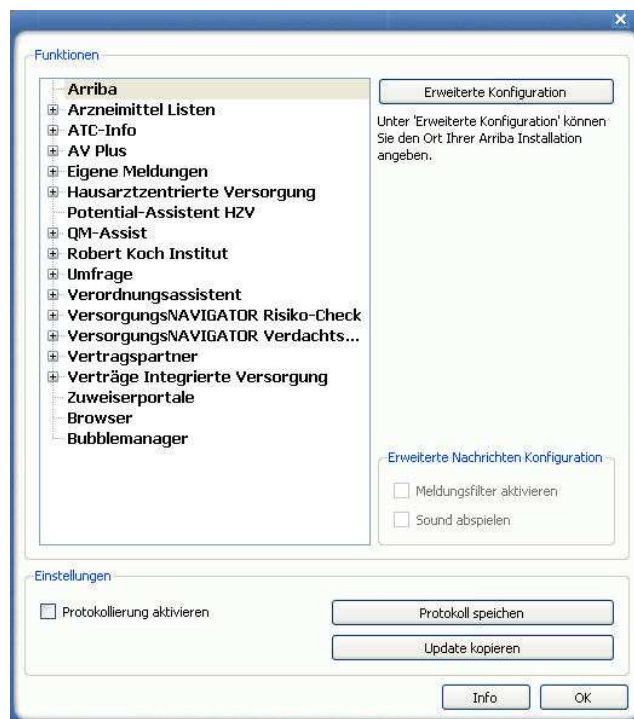 Funktionen
Arriba
Arzneimittel Listen
ATC-Info
AV Plus
Eigene Meldungen
Hausarztzentrierte Versorgung
Potential-Assistent HZV
QM-Assist
Robert Koch Institut
Umfrage
Verordnungsassistent
VersorgungsNAVIGATOR Risiko-Check
VersorgungsNAVIGATOR Verdachts...
Vertragspartner
Verträge Integrierte Versorgung
Zuweiserportale
Browser
Bubblemanager
Erweiterte Konfiguration
Unter 'Erweiterte Konfiguration' können
Sie den Ort Ihrer Arriba Installation
angeben.
Erweiterte Nachrichten Konfiguration
Meldungsfilter aktivieren
Sound abspielen
Einstellungen
Protokollierung aktivieren
Protokoll speichen
Update kopieren
Info
OK